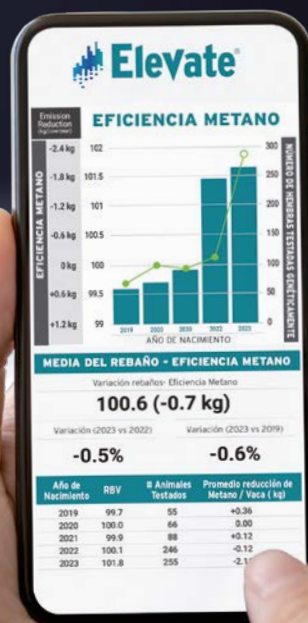 Elevate
Emission
Reduction
(kg/cow/year)
EFICIENCIA METANO
EFICIENCIA METANO
-2.4 kg
-1.8 kg
-1.2 kg
-0.6 kg
0 kg
+0.6 kg
+1.2 kg
102
101.5
101
100.5
100
99.5
99
300
250
200
150
100
50
0
NÚMERO DE HEMBRAS TESTADAS GENÉTICAMENTE
2019 2020 2020 2022 2023
AÑO DE NACIMIENTO
MEDIA DEL REBAÑO - EFICIENCIA METANO
Variación rebaños- Eficiencia Metano
100.6 (-0.7 kg)
Variación (2023 vs 2022) Variación (2023 vs 2019)
-0.5% -0.6%
Año de Nacimiento RBV # Animales Testados Promedio reducción de Metano / Vaca ( kg)
2019 99.7 55 +0.36
2020 100.0 66 0.00
2021 99.9 88 +0.12
2022 100.1 246 -0.12
2023 101.8 255